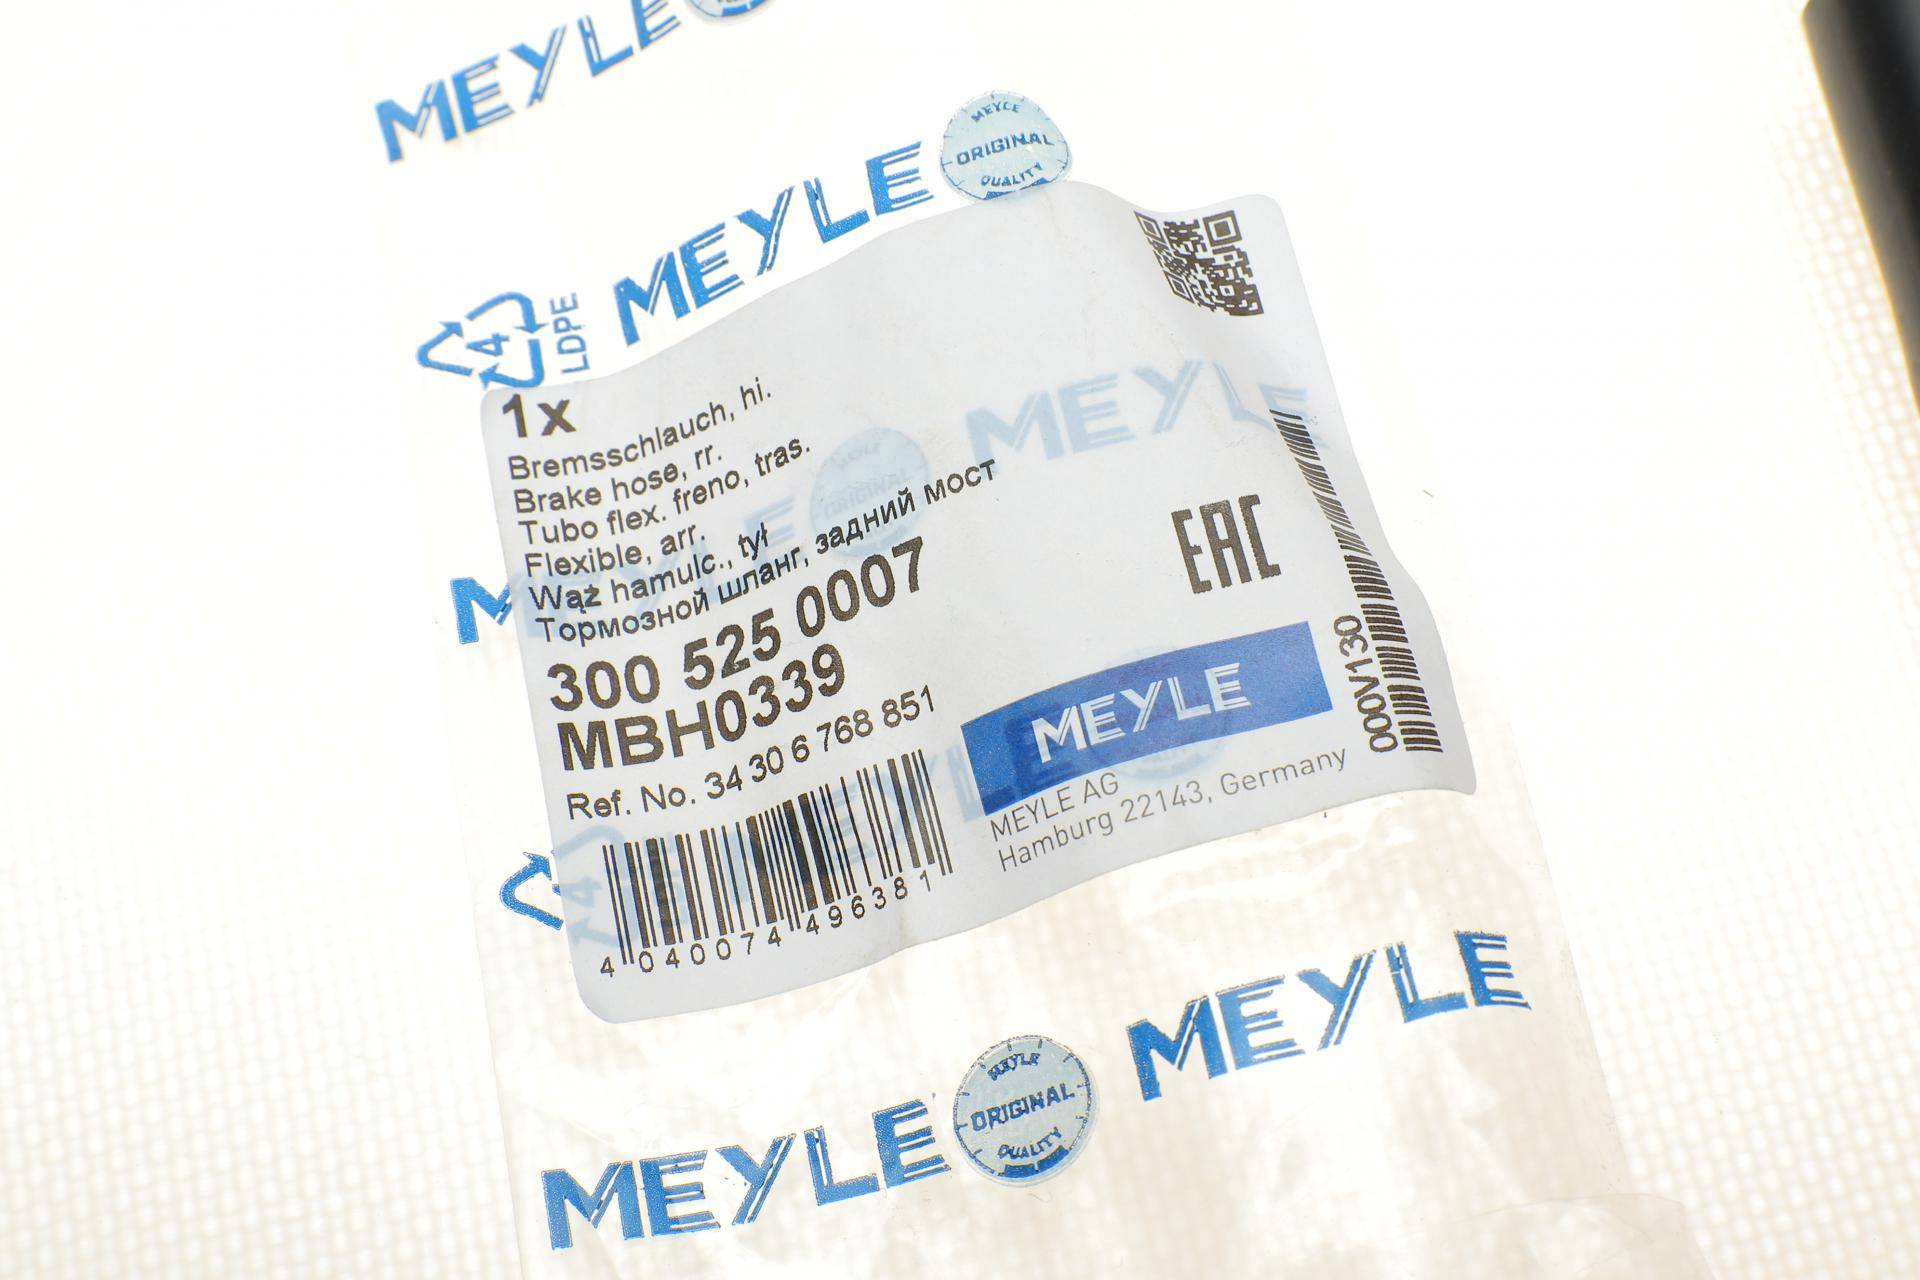 MEYLE
MEYLE
MEYLE
ORIGINAL
QUALITY
4
LDPE
1x
Bremsschlauch, hi.
Brake hose, rr.
Tubo flex. freno, tras.
Flexible, arr.
Wąż hamulc., tył
Тормозной шланг, задний мост
300 525 0007
MBH0339
Ref. No. 34 30 6 768 851
4 040074 496381
MEYLE
EAC
000V130
MEYLE
MEYLE AG
Hamburg 22143, Germany
MEYLE
MEYLE
ORIGINAL
QUALITY
MEYLE